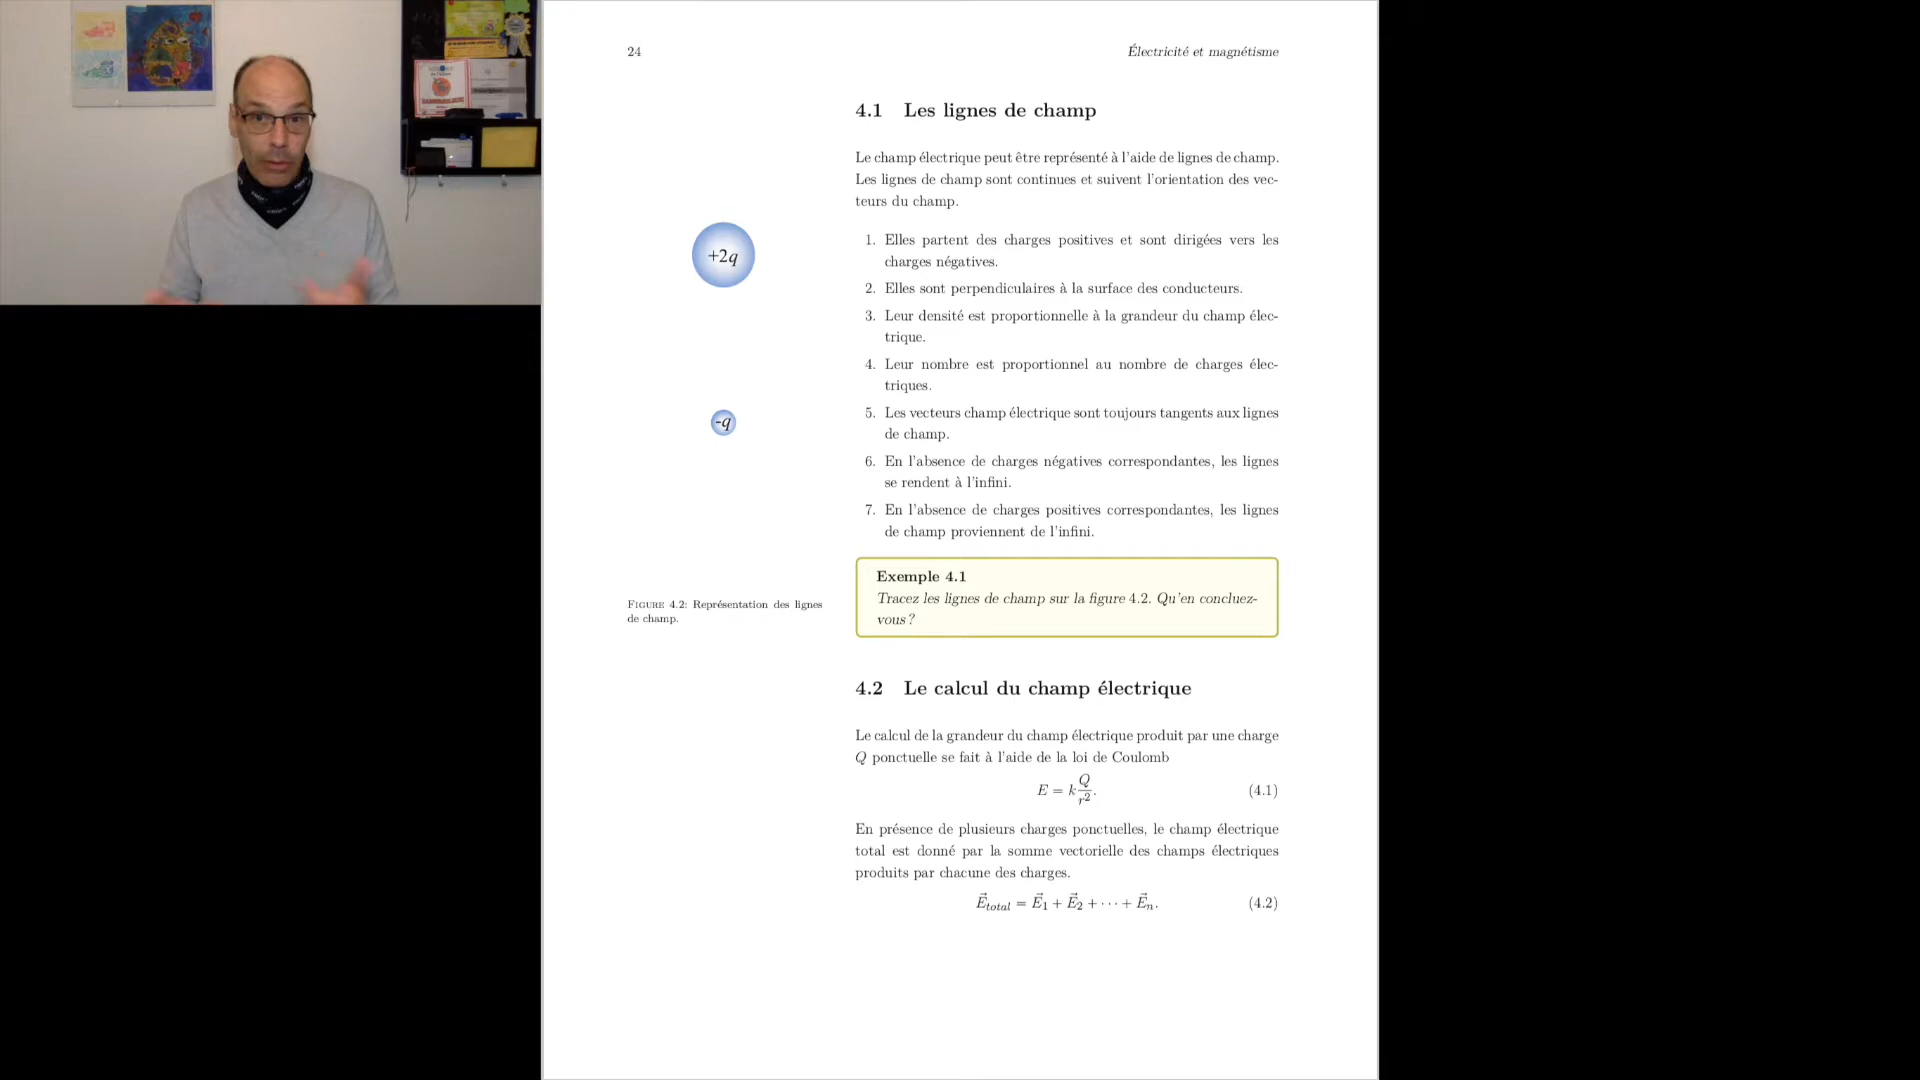 24
Électricité et magnétisme
4.1 Les lignes de champ
Le champ électrique peut être représenté à l'aide de lignes de champ.
Les lignes de champ sont continues et suivent l'orientation des vec-
teurs du champ.
1. Elles partent des charges positives et sont dirigées vers les
charges négatives.
2. Elles sont perpendiculaires à la surface des conducteurs.
3. Leur densité est proportionnelle à la grandeur du champ élec-
trique.
4. Leur nombre est proportionnel au nombre de charges élec-
triques.
5. Les vecteurs champ électrique sont toujours tangents aux lignes
de champ.
6. En l'absence de charges négatives correspondantes, les lignes
se rendent à l'infini.
7. En l'absence de charges positives correspondantes, les lignes
de champ proviennent de l'infini.
+2q
-q
FIGURE 4.2: Représentation des lignes
de champ.
Exemple 4.1
Tracez les lignes de champ sur la figure 4.2. Qu'en concluez-
vous ?
4.2 Le calcul du champ électrique
Le calcul de la grandeur du champ électrique produit par une charge
Q ponctuelle se fait à l'aide de la loi de Coulomb
E = k Q/r². (4.1)
En présence de plusieurs charges ponctuelles, le champ électrique
total est donné par la somme vectorielle des champs électriques
produits par chacune des charges.
E⃗total = E⃗1 + E⃗2 + · · · + E⃗n. (4.2)